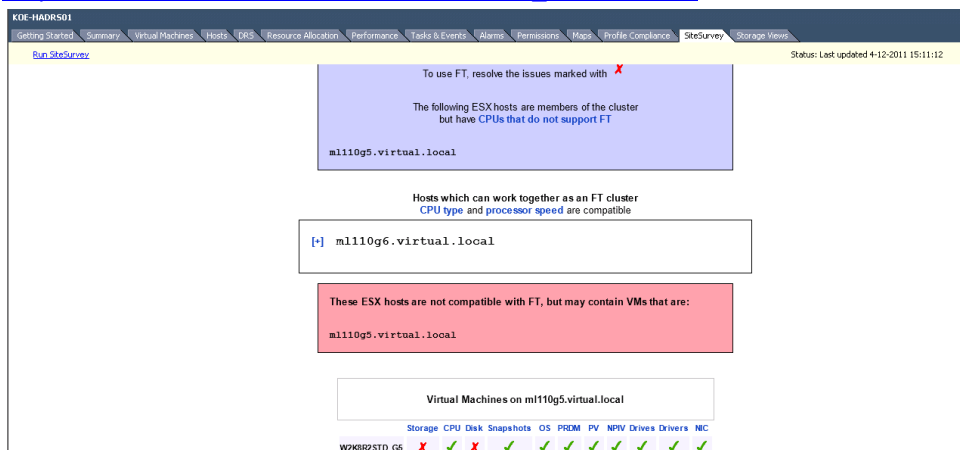 KOE-HADRS01
Getting Started Summary Virtual Machines Hosts DRS Resource Allocation Performance Tasks & Events Alarms Permissions Maps Profile Compliance SiteSurvey Storage Views
Run SiteSurvey Status: Last updated 4-12-2011 15:11:12
To use FT, resolve the issues marked with ✗
The following ESX hosts are members of the cluster
but have CPUs that do not support FT
ml110g5.virtual.local
Hosts which can work together as an FT cluster
CPU type and processor speed are compatible
[+] ml110g6.virtual.local
These ESX hosts are not compatible with FT, but may contain VMs that are:
ml110g5.virtual.local
Virtual Machines on ml110g5.virtual.local
Storage CPU Disk Snapshots OS PRDM PV NPIV Drives Drivers NIC
W2K8R2STD_G5 ✗ ✓ ✗ ✓ ✓ ✓ ✓ ✓ ✓ ✓ ✓